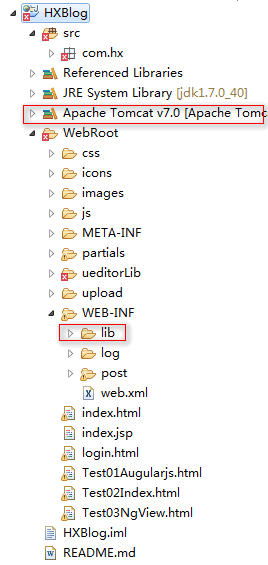 HXBlog
src
com.hx
Referenced Libraries
JRE System Library [jdk1.7.0_40]
Apache Tomcat v7.0 [Apache Tomc
WebRoot
css
icons
images
js
META-INF
partials
ueditorLib
upload
WEB-INF
lib
log
post
web.xml
index.html
index.jsp
login.html
Test01Augularjs.html
Test02Index.html
Test03NgView.html
HXBlog.iml
README.md